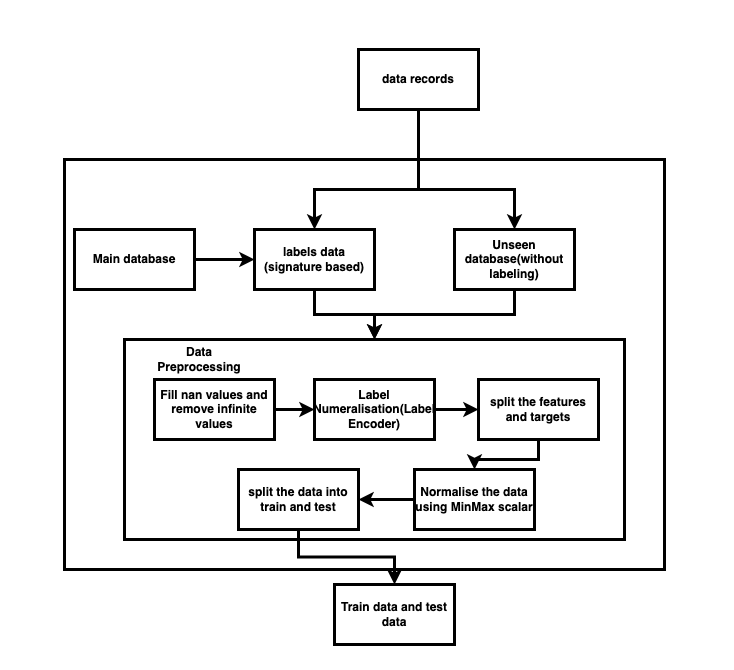 data records
Main database
labels data
(signature based)
Unseen
database(without
labeling)
Data
Preprocessing
Fill nan values and
remove infinite
values
Label
Numeralisation(Label
Encoder)
split the features
and targets
split the data into
train and test
Normalise the data
using MinMax scalar
Train data and test
data